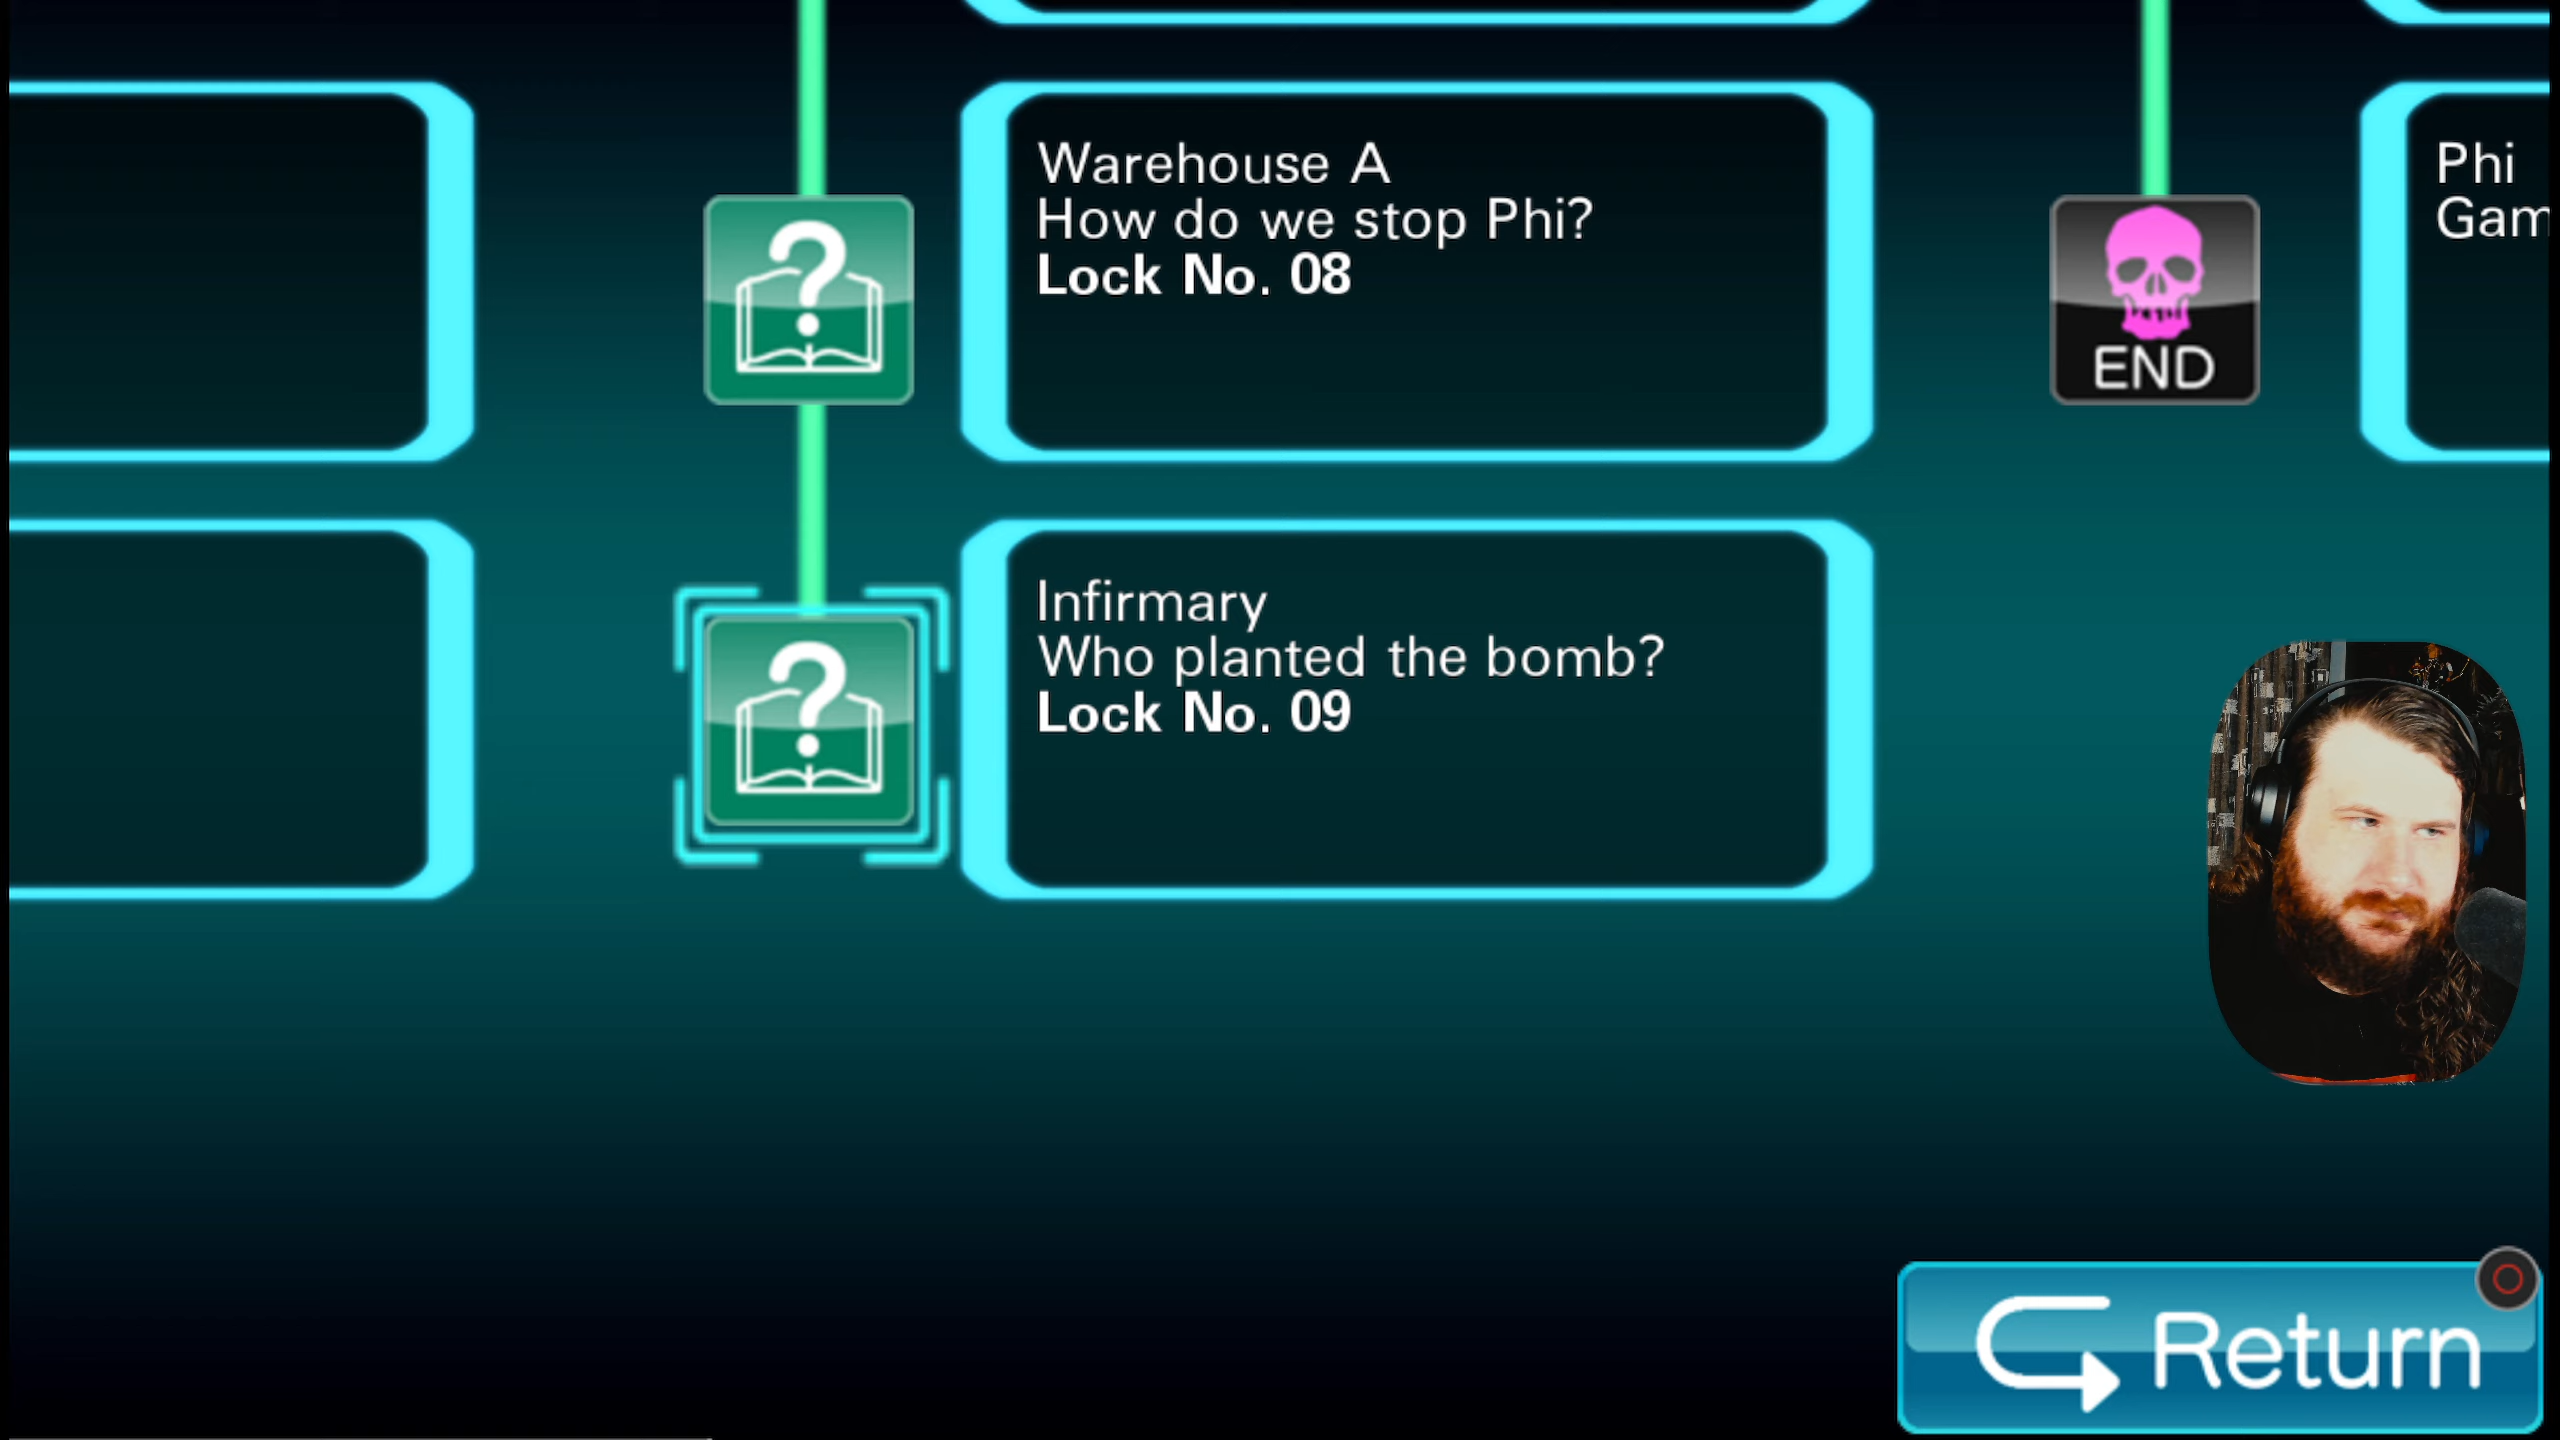 Warehouse A
How do we stop Phi?
Lock No. 08
END
Phi
Infirmary
Who planted the bomb?
Lock No. 09
Return